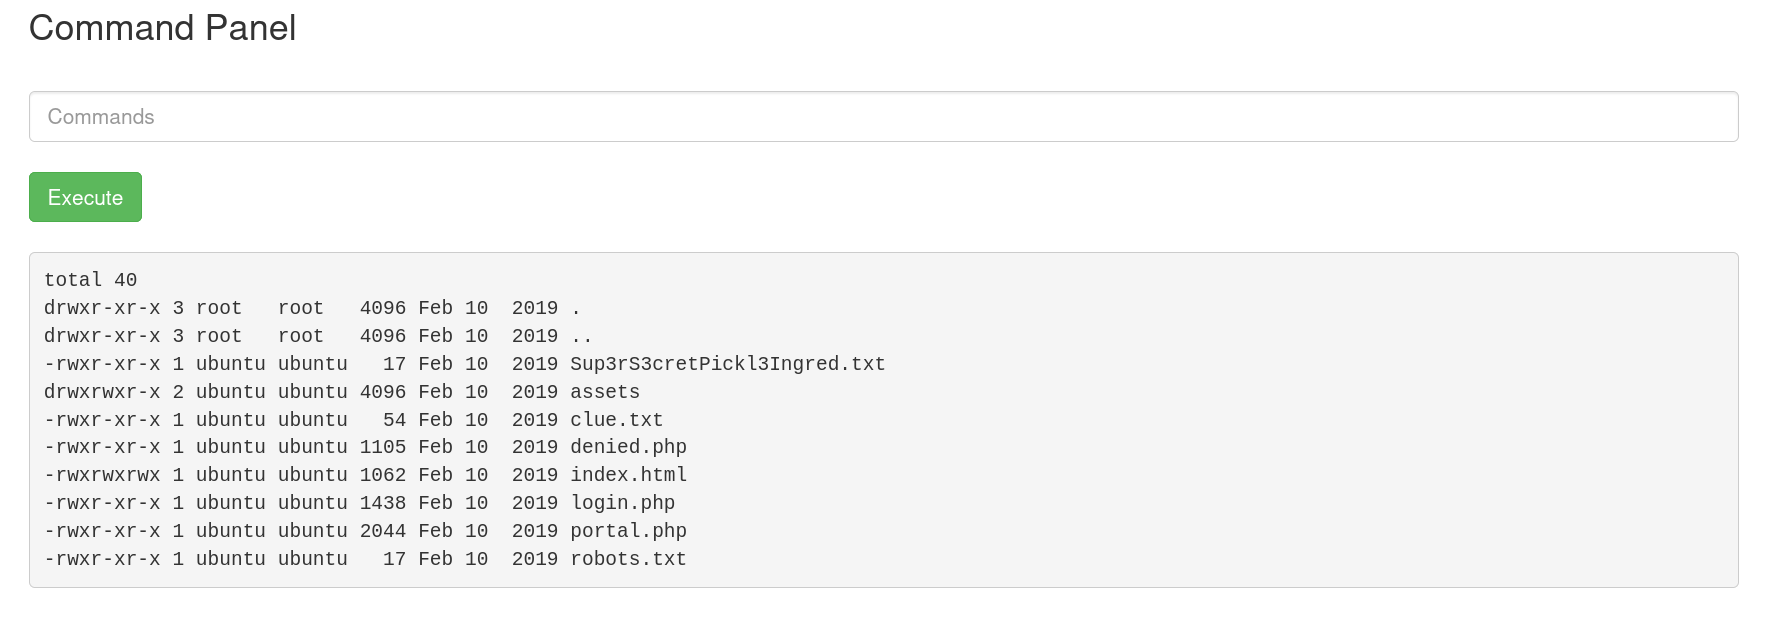 Command Panel
Commands
Execute
total 40
drwxr-xr-x 3 root   root   4096 Feb 10  2019 .
drwxr-xr-x 3 root   root   4096 Feb 10  2019 ..
-rwxr-xr-x 1 ubuntu ubuntu   17 Feb 10  2019 Sup3rS3cretPickl3Ingred.txt
drwxrwxr-x 2 ubuntu ubuntu 4096 Feb 10  2019 assets
-rwxr-xr-x 1 ubuntu ubuntu   54 Feb 10  2019 clue.txt
-rwxr-xr-x 1 ubuntu ubuntu 1105 Feb 10  2019 denied.php
-rwxrwxrwx 1 ubuntu ubuntu 1062 Feb 10  2019 index.html
-rwxr-xr-x 1 ubuntu ubuntu 1438 Feb 10  2019 login.php
-rwxr-xr-x 1 ubuntu ubuntu 2044 Feb 10  2019 portal.php
-rwxr-xr-x 1 ubuntu ubuntu   17 Feb 10  2019 robots.txt